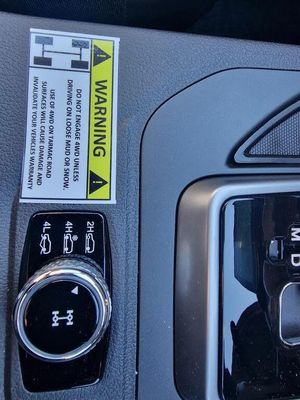 WARNING
DO NOT ENGAGE 4WD UNLESS
DRIVING ON LOOSE MUD OR SNOW.
USE OF 4WD ON TARMAC ROAD
SURFACES WILL CAUSE DAMAGE AND
INVALIDATE YOUR VEHICLES WARRANTY
2H
4H
4L
M D